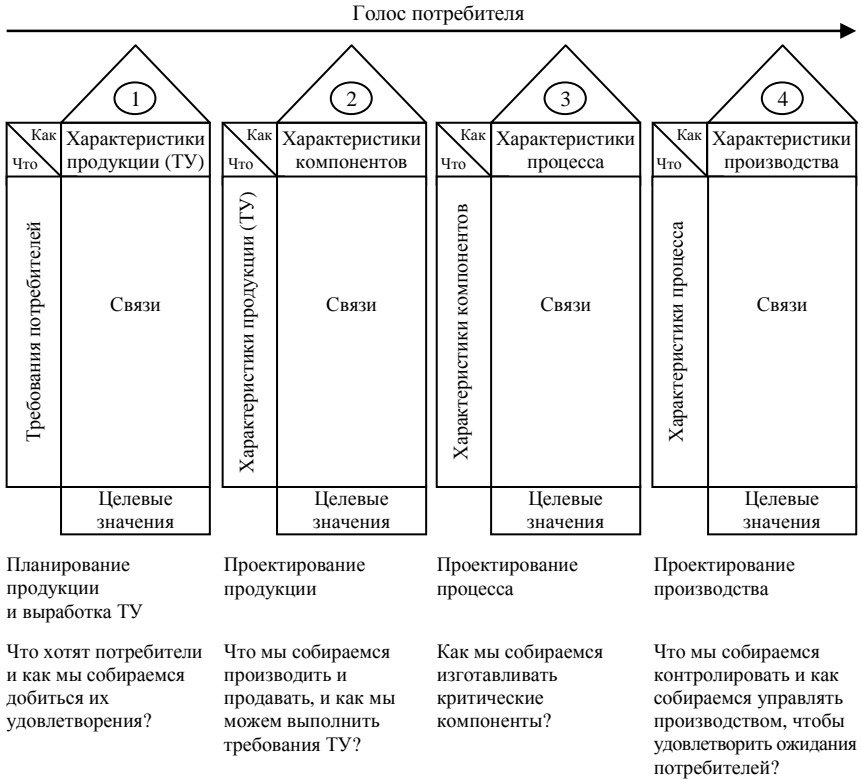 Голос потребителя
1
Как
Что
Характеристики
продукции (ТУ)
Требования потребителей
Связи
Целевые
значения
2
Как
Что
Характеристики
компонентов
Характеристики продукции (ТУ)
Связи
Целевые
значения
3
Как
Что
Характеристики
процесса
Характеристики компонентов
Связи
Целевые
значения
4
Как
Что
Характеристики
производства
Характеристики процесса
Связи
Целевые
значения
Планирование
продукции
и выработка ТУ
Проектирование
продукции
Проектирование
процесса
Проектирование
производства
Что хотят потребители
и как мы собираемся
добиться их
удовлетворения?
Что мы собираемся
производить и
продавать, и как мы
можем выполнить
требования ТУ?
Как мы собираемся
изготавливать
критические
компоненты?
Что мы собираемся
контролировать и как
собираемся управлять
производством, чтобы
удовлетворить ожидания
потребителей?